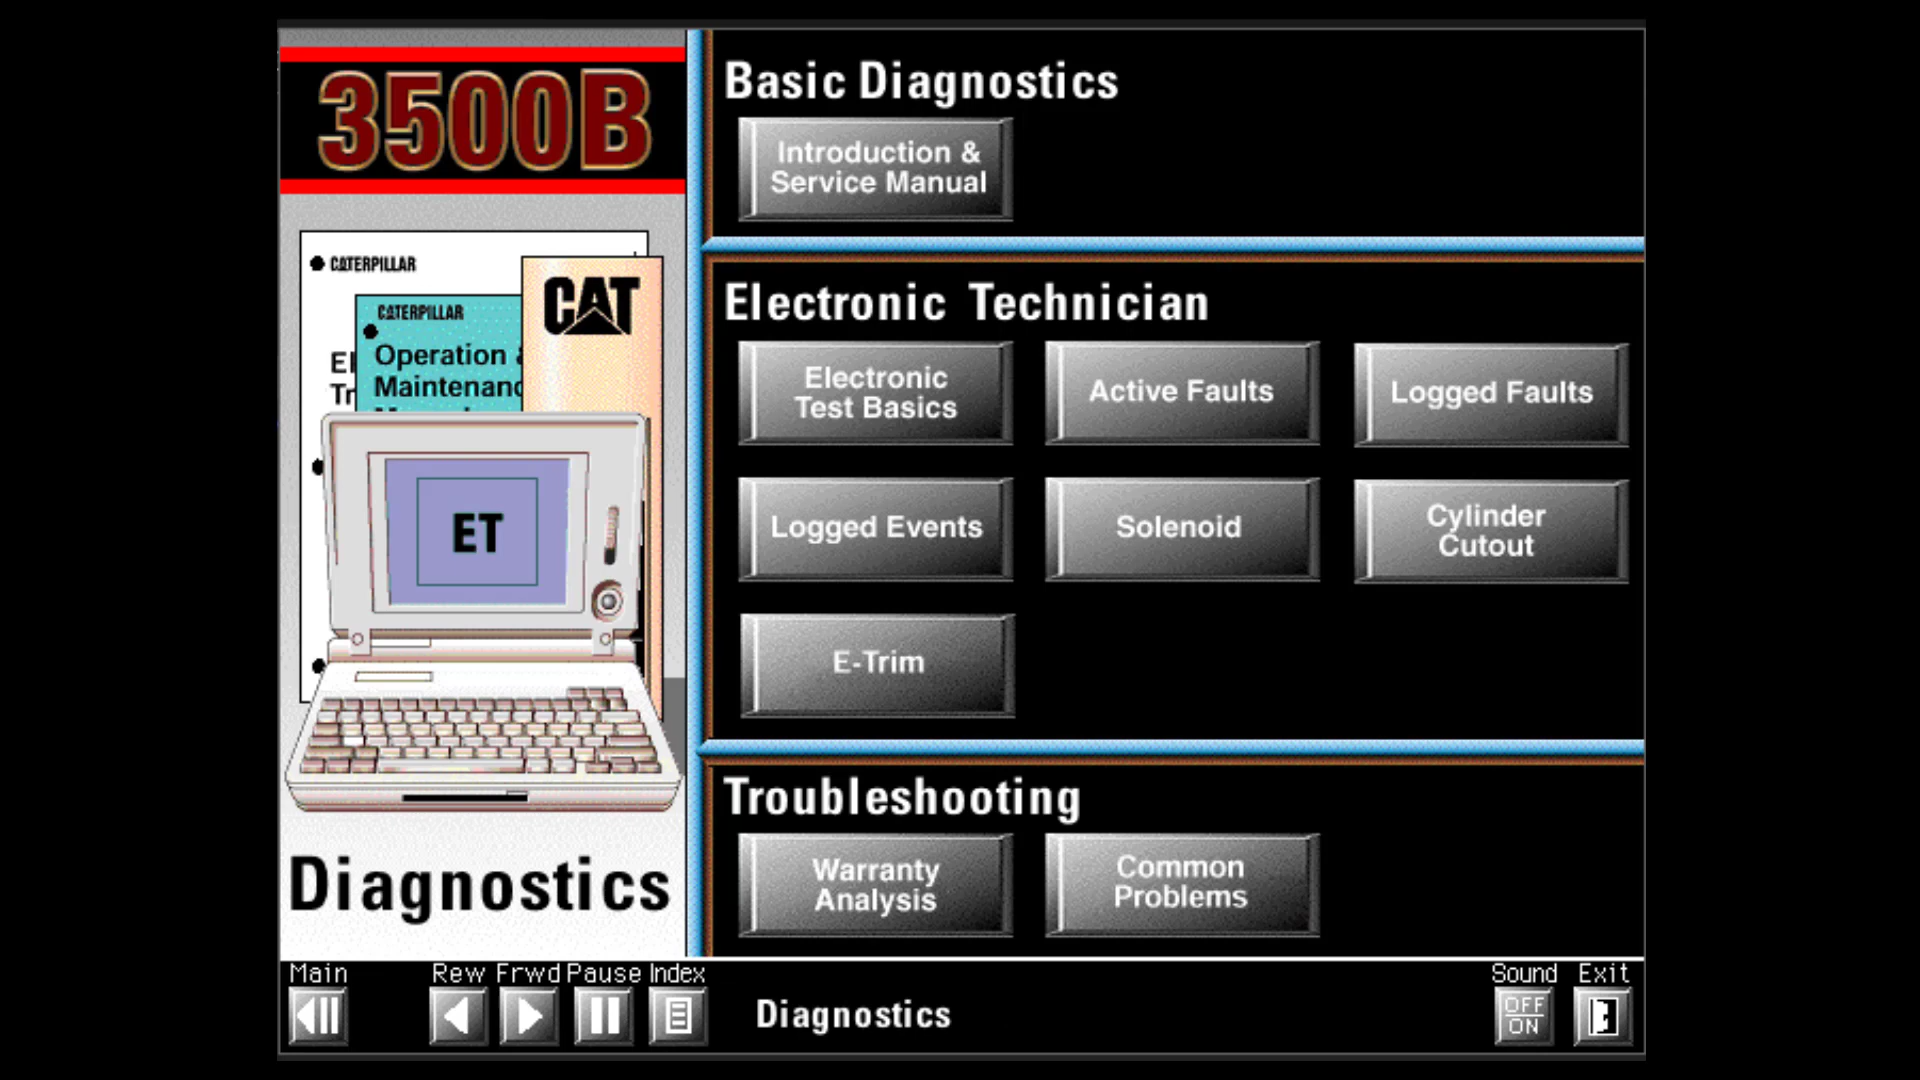 3500B
CATERPILLAR
CAT
CATERPILLAR
Operation
Maintenanc
ET
Diagnostics
Basic Diagnostics
Introduction &
Service Manual
Electronic Technician
Electronic
Test Basics
Active Faults
Logged Faults
Logged Events
Solenoid
Cylinder
Cutout
E-Trim
Troubleshooting
Warranty
Analysis
Common
Problems
Main
Rew
Frwd
Pause
Index
Diagnostics
Sound
Exit
OFF
ON